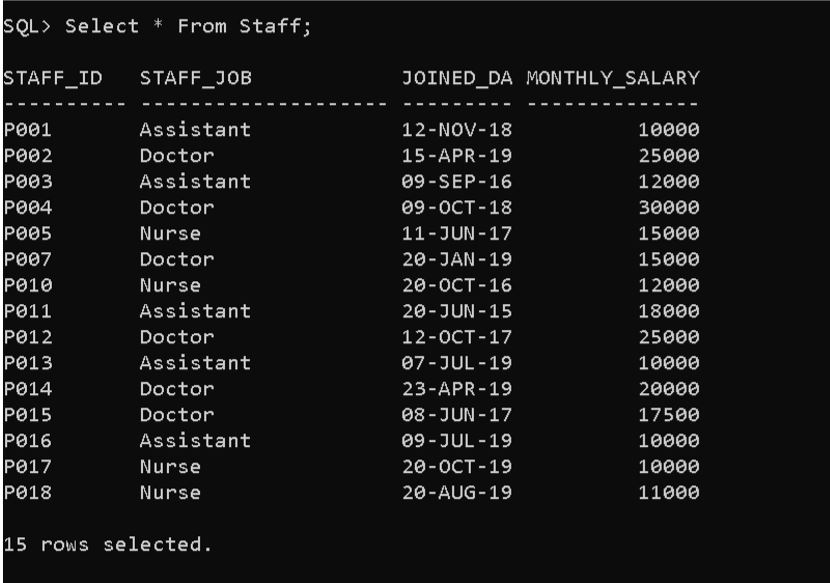 SQL> Select * From Staff;
STAFF_ID   STAFF_JOB            JOINED_DA MONTHLY_SALARY
---------- -------------------- --------- --------------
P001       Assistant            12-NOV-18          10000
P002       Doctor               15-APR-19          25000
P003       Assistant            09-SEP-16          12000
P004       Doctor               09-OCT-18          30000
P005       Nurse                11-JUN-17          15000
P007       Doctor               20-JAN-19          15000
P010       Nurse                20-OCT-16          12000
P011       Assistant            20-JUN-15          18000
P012       Doctor               12-OCT-17          25000
P013       Assistant            07-JUL-19          10000
P014       Doctor               23-APR-19          20000
P015       Doctor               08-JUN-17          17500
P016       Assistant            09-JUL-19          10000
P017       Nurse                20-OCT-19          10000
P018       Nurse                20-AUG-19          11000
15 rows selected.